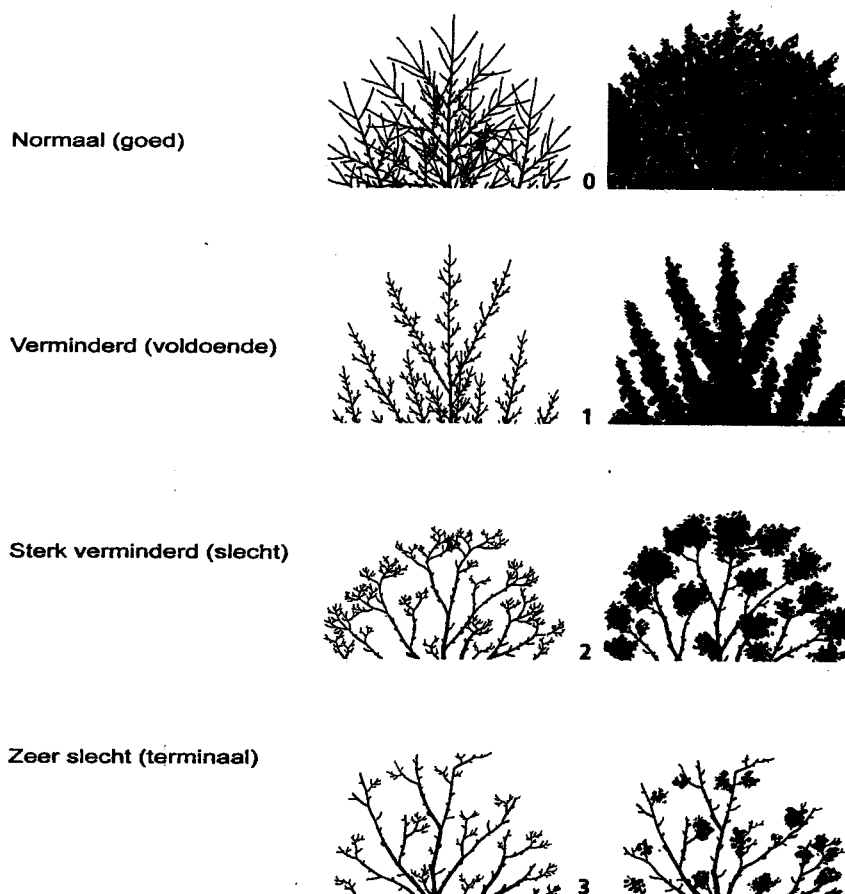 Normaal (goed)
0
Verminderd (voldoende)
1
Sterk verminderd (slecht)
2
Zeer slecht (terminaal)
3